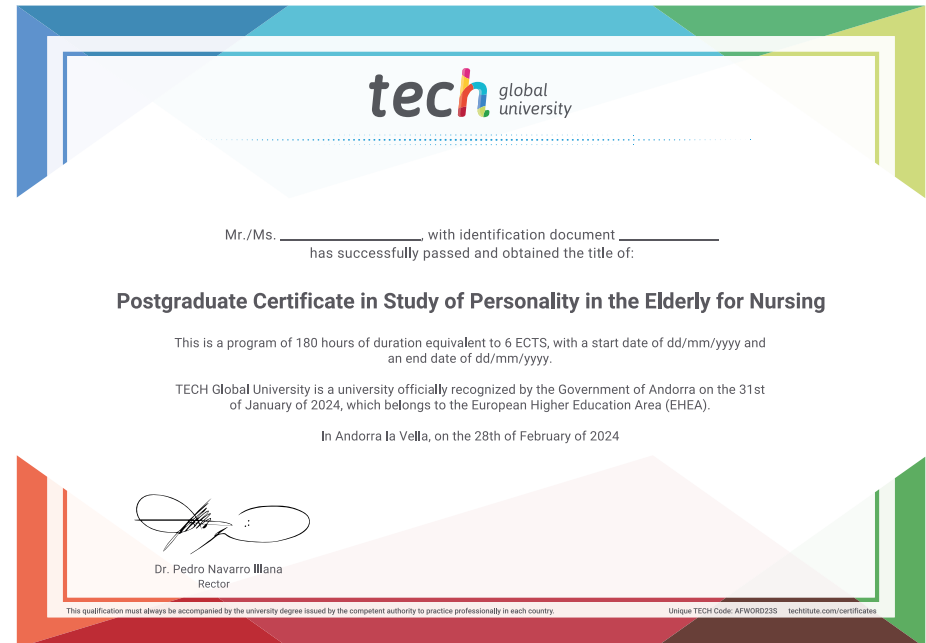 tech global
university
Mr./Ms. ____________, with identification document ____________
has successfully passed and obtained the title of:
Postgraduate Certificate in Study of Personality in the Elderly for Nursing
This is a program of 180 hours of duration equivalent to 6 ECTS, with a start date of dd/mm/yyyy and
an end date of dd/mm/yyyy.
TECH Global University is a university officially recognized by the Government of Andorra on the 31st
of January of 2024, which belongs to the European Higher Education Area (EHEA).
In Andorra la Vella, on the 28th of February of 2024
Dr. Pedro Navarro Illana
Rector
This qualification must always be accompanied by the university degree issued by the competent authority to practice professionally in each country.
Unique TECH Code: AFWORD23S techtitute.com/certificates